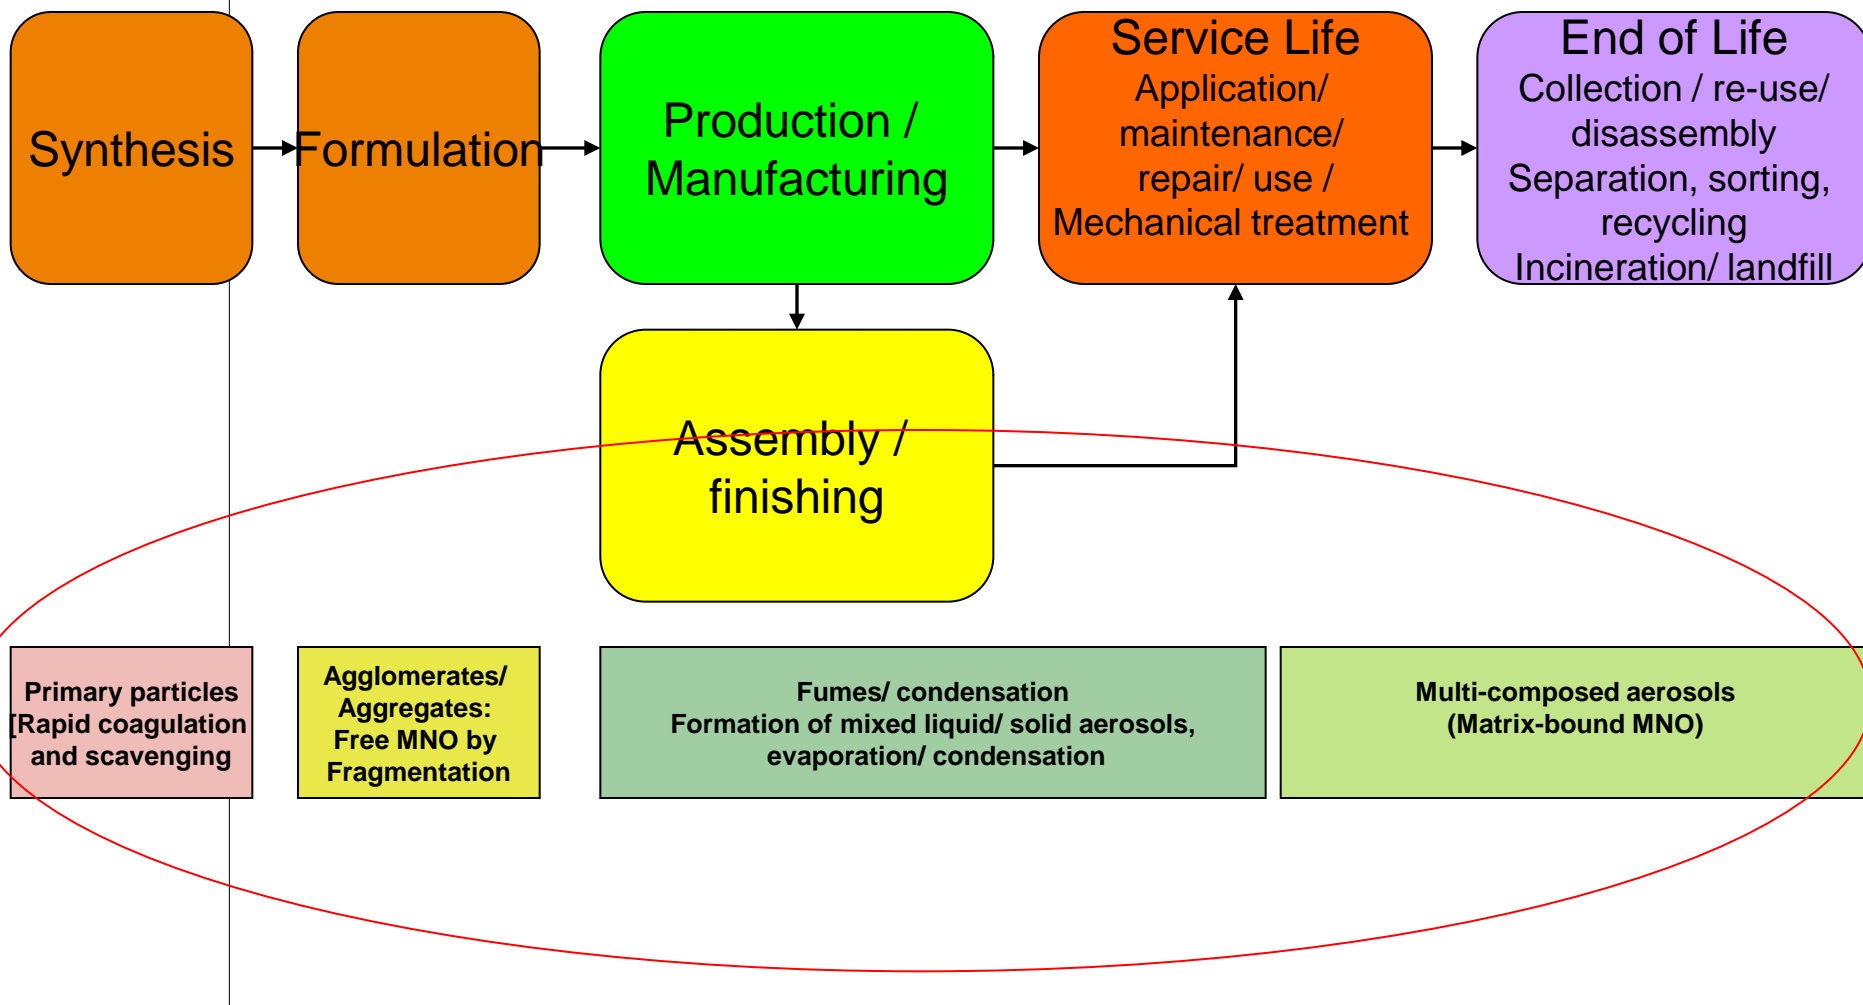 Synthesis
Formulation
Production /
Manufacturing
Service Life
Application/
maintenance/
repair/ use /
Mechanical treatment
End of Life
Collection / re-use/
disassembly
Separation, sorting,
recycling
Incineration/ landfill
Assembly /
finishing
Primary particles
[Rapid coagulation
and scavenging
Agglomerates/
Aggregates:
Free MNO by
Fragmentation
Fumes/ condensation
Formation of mixed liquid/ solid aerosols,
evaporation/ condensation
Multi-composed aerosols
(Matrix-bound MNO)